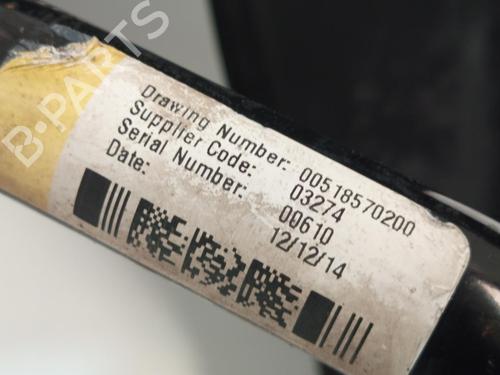 B-PARTS
Drawing Number: 00518570200
Supplier Code: 03274
Serial Number: 00610
Date: 12/12/14